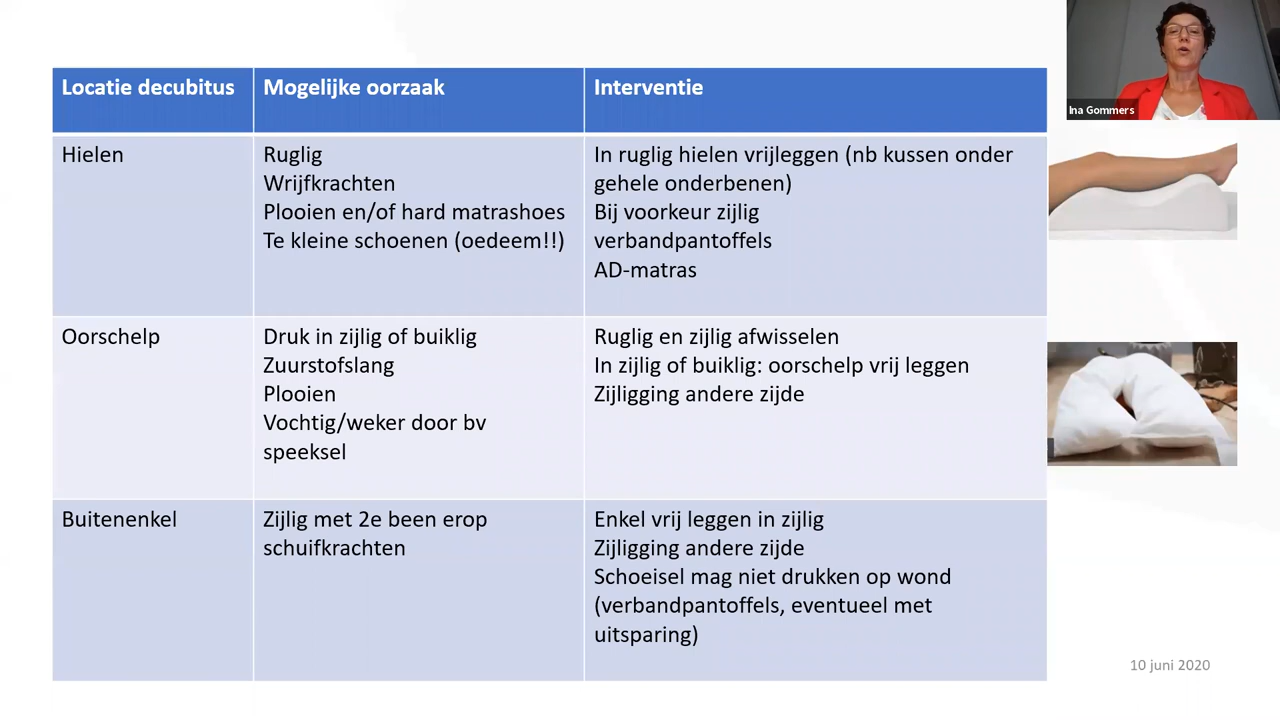 Ina Gommers
Locatie decubitus
Mogelijke oorzaak
Interventie
Hielen
Ruglig
Wrijfkrachten
Plooien en/of hard matrashoes
Te kleine schoenen (oedeem!!)
In ruglig hielen vrijleggen (nb kussen onder
gehele onderbenen)
Bij voorkeur zijlig
verbandpantoffels
AD-matras
Oorschelp
Druk in zijlig of buiklig
Zuurstofslang
Plooien
Vochtig/weker door bv
speeksel
Ruglig en zijlig afwisselen
In zijlig of buiklig: oorschelp vrij leggen
Zijligging andere zijde
Buitenenkel
Zijlig met 2e been erop
schuifkrachten
Enkel vrij leggen in zijlig
Zijligging andere zijde
Schoeisel mag niet drukken op wond
(verbandpantoffels, eventueel met
uitsparing)
10 juni 2020